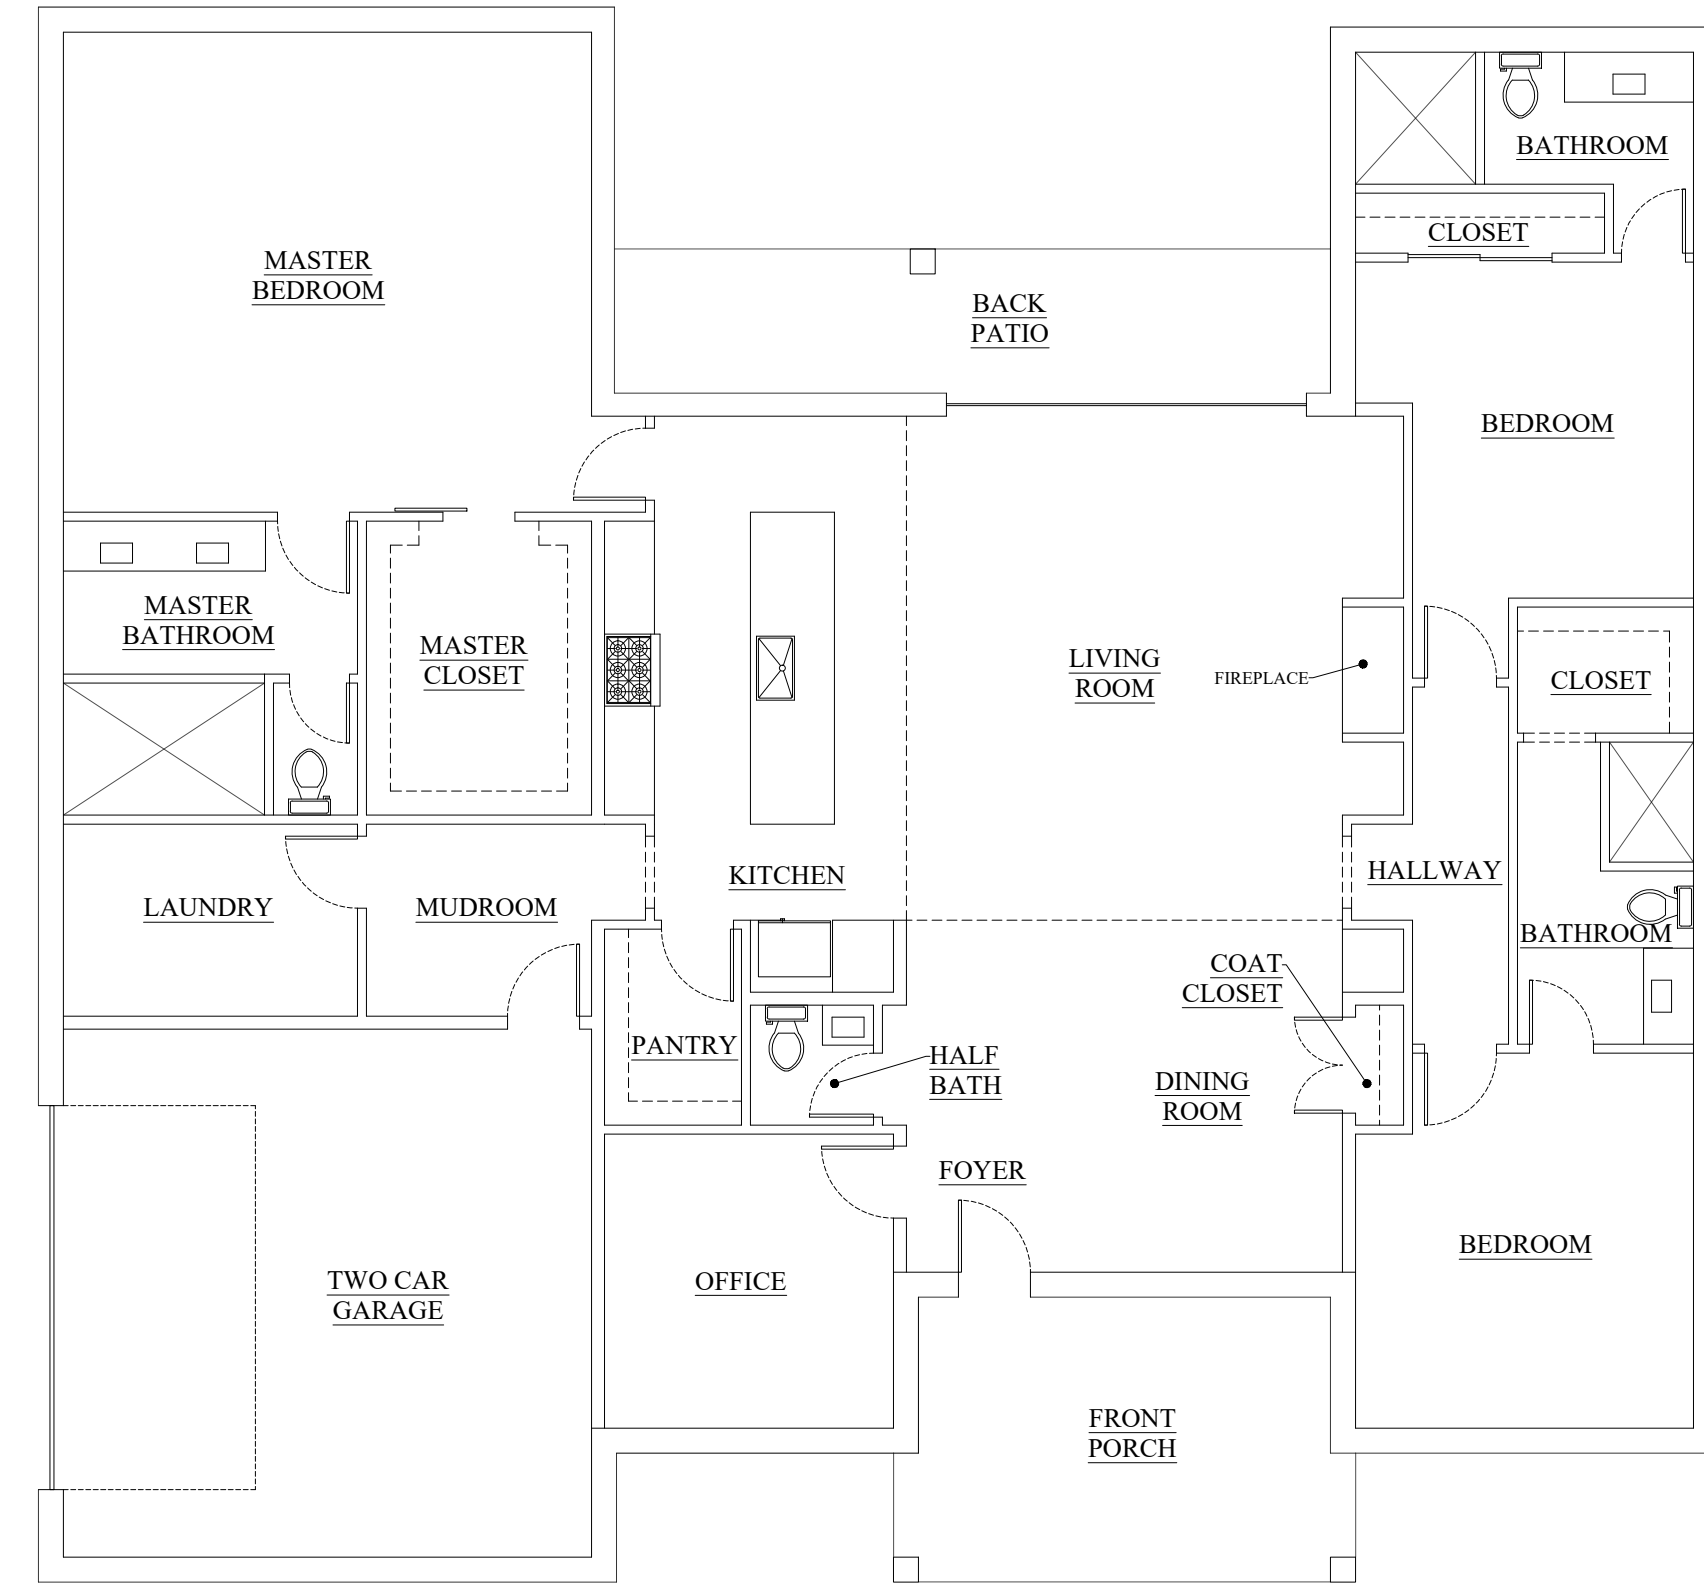 BATHROOM
CLOSET
MASTER
BEDROOM
BACK
PATIO
BEDROOM
MASTER
BATHROOM
MASTER
CLOSET
LIVING
ROOM
FIREPLACE
CLOSET
KITCHEN
HALLWAY
LAUNDRY
MUDROOM
BATHROOM
COAT
CLOSET
PANTRY
HALF
BATH
DINING
ROOM
FOYER
BEDROOM
TWO CAR
GARAGE
OFFICE
FRONT
PORCH